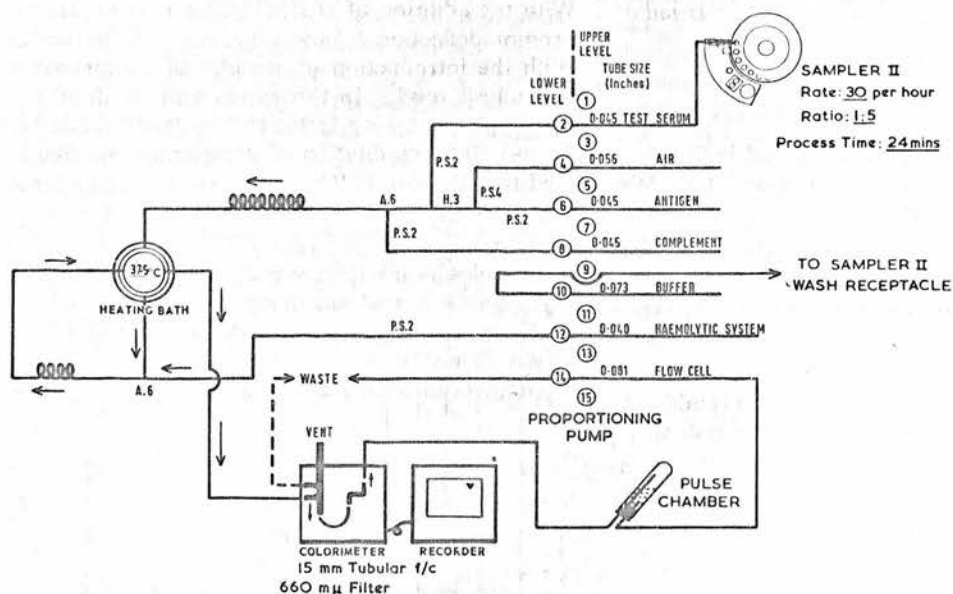 UPPER
LEVEL
TUBE SIZE
(Inches)
LOWER
LEVEL
SAMPLER II
Rate: 30 per hour
Ratio: 1:5
Process Time: 24mins
1
2 0·045 TEST SERUM
3
P.S.2
4 0·056 AIR
P.S.4
5
A.6
H.3
P.S.2
6 0·045 ANTIGEN
7
P.S.2
8 0·045 COMPLEMENT
9
TO SAMPLER II
WASH RECEPTACLE
10 0·073 BUFFER
37.5°C
HEATING BATH
11
P.S.2
12 0·040 HAEMOLYTIC SYSTEM
13
A.6
WASTE
14 0·081 FLOW CELL
15
PROPORTIONING
PUMP
VENT
PULSE
CHAMBER
COLORIMETER
RECORDER
15 mm Tubular f/c
660 mµ Filter